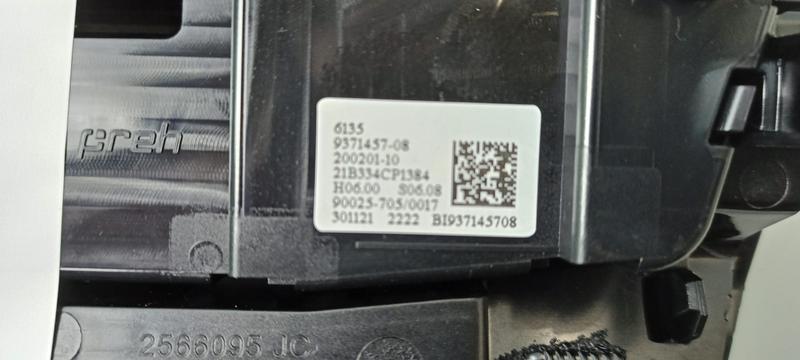 preh
6135
9371457-08
200201-10
21B334CP1384
H06.00 S06.08
90025-705/0017
301121 2222 BI937145708
2566095 JC